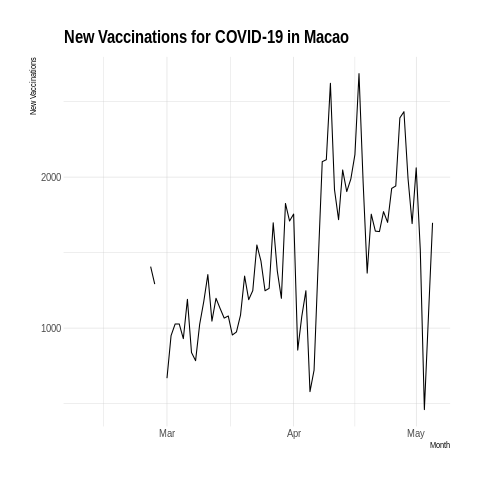 New Vaccinations for COVID-19 in Macao
New Vaccinations
2000
1000
Mar Apr May
Month